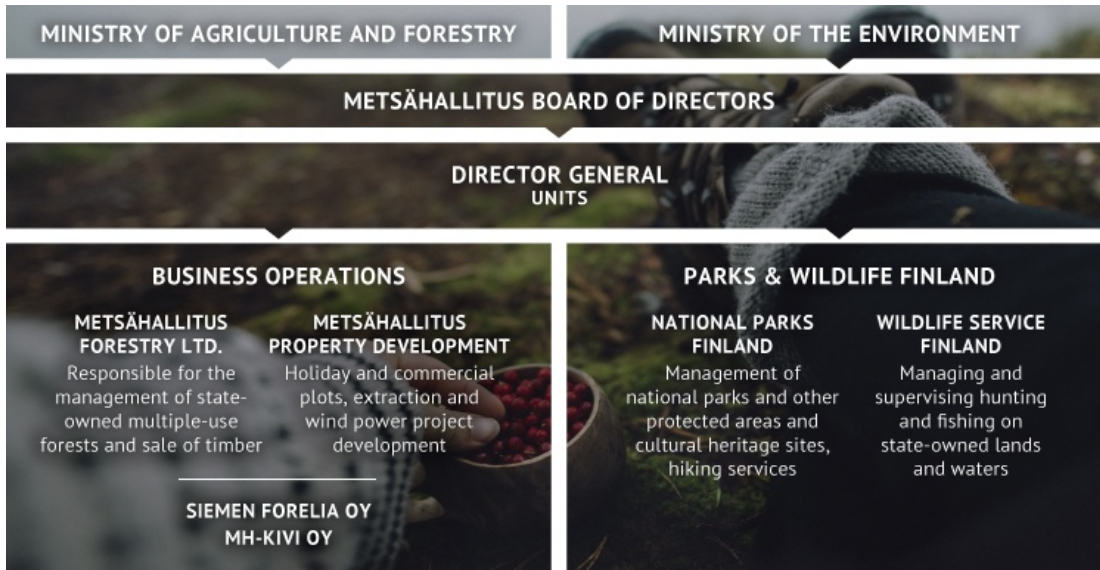 MINISTRY OF AGRICULTURE AND FORESTRY
MINISTRY OF THE ENVIRONMENT
METSÄHALLITUS BOARD OF DIRECTORS
DIRECTOR GENERAL
UNITS
BUSINESS OPERATIONS
METSÄHALLITUS
FORESTRY LTD.
Responsible for the
management of state-
owned multiple-use
forests and sale of timber
METSÄHALLITUS
PROPERTY DEVELOPMENT
Holiday and commercial
plots, extraction and
wind power project
development
SIEMEN FORELIA OY
MH-KIVI OY
PARKS & WILDLIFE FINLAND
NATIONAL PARKS
FINLAND
Management of
national parks and other
protected areas and
cultural heritage sites,
hiking services
WILDLIFE SERVICE
FINLAND
Managing and
supervising hunting
and fishing on
state-owned lands
and waters